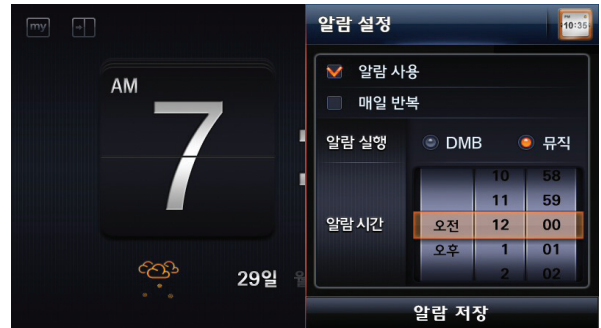 my
AM
7
29일
알람 설정
10:35
알람 사용
매일 반복
알람 실행
DMB
뮤직
알람 시간
10 58
11 59
오전 12 00
오후 1 01
2 02
알람 저장